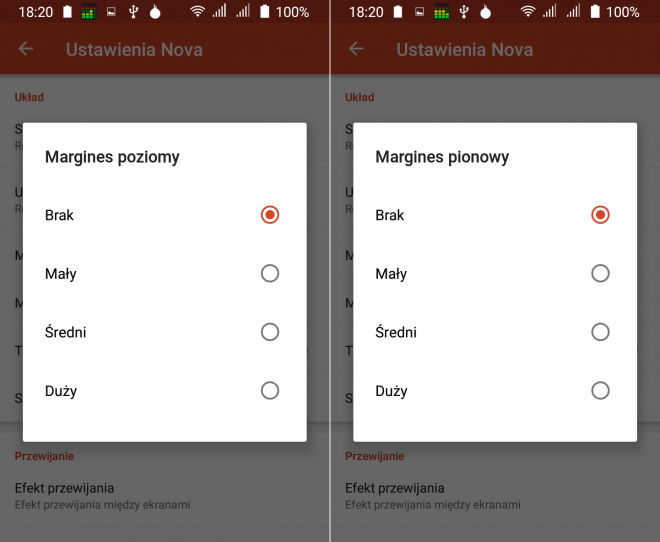 18:20 100%
Ustawienia Nova
Układ
S
R
U
R
M
M
T
S
Margines poziomy
Brak
Mały
Średni
Duży
Przewijanie
Efekt przewijania
Efekt przewijania między ekranami
18:20 100%
Ustawienia Nova
Układ
S
R
U
R
M
M
T
S
Margines pionowy
Brak
Mały
Średni
Duży
Przewijanie
Efekt przewijania
Efekt przewijania między ekranami